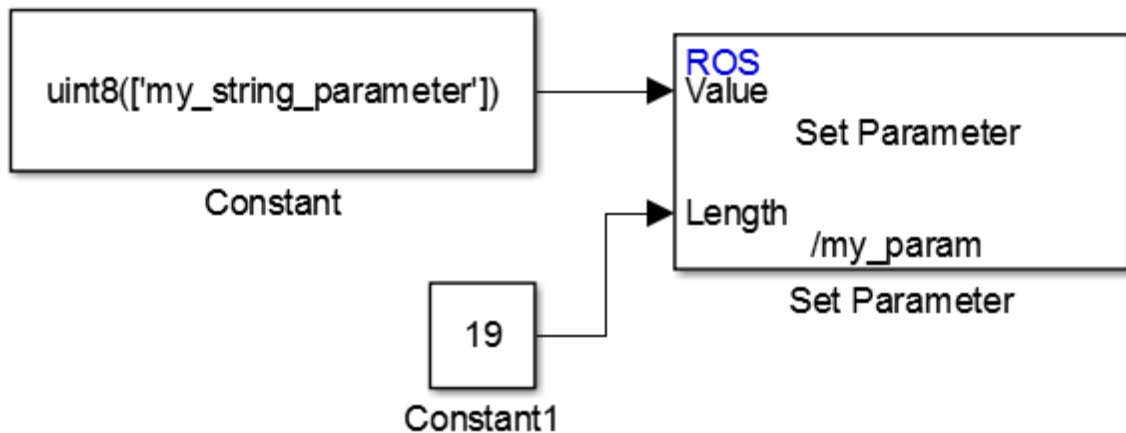 uint8(['my_string_parameter'])
Constant
ROS
Value
Set Parameter
Length
/my_param
Set Parameter
19
Constant1